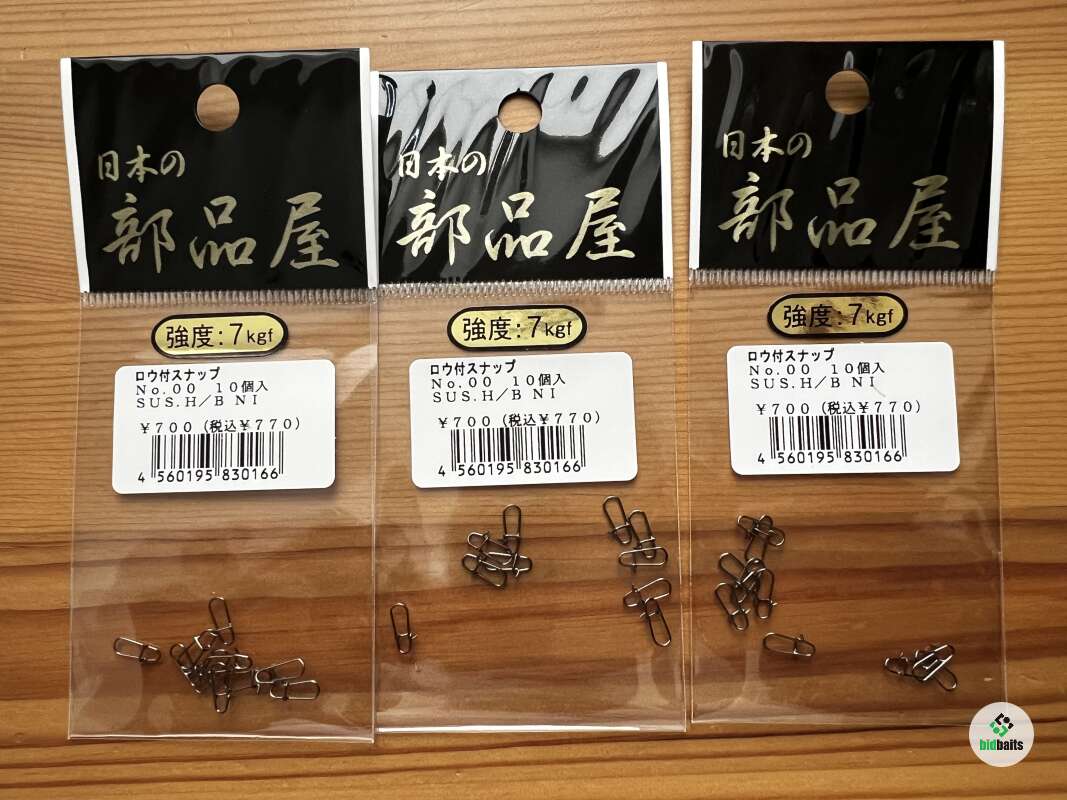 日本の
部品屋
強度:7kgf
ロウ付スナップ
No.00 10個入
SUS.H/B NI
¥700(税込¥770)
4 560195 830166
日本の
部品屋
強度:7kgf
ロウ付スナップ
No.00 10個入
SUS.H/B NI
¥700(税込¥770)
4 560195 830166
日本の
部品屋
強度:7kgf
ロウ付スナップ
No.00 10個入
SUS.H/B NI
¥700(税込¥770)
4 560195 830166
bidbaits